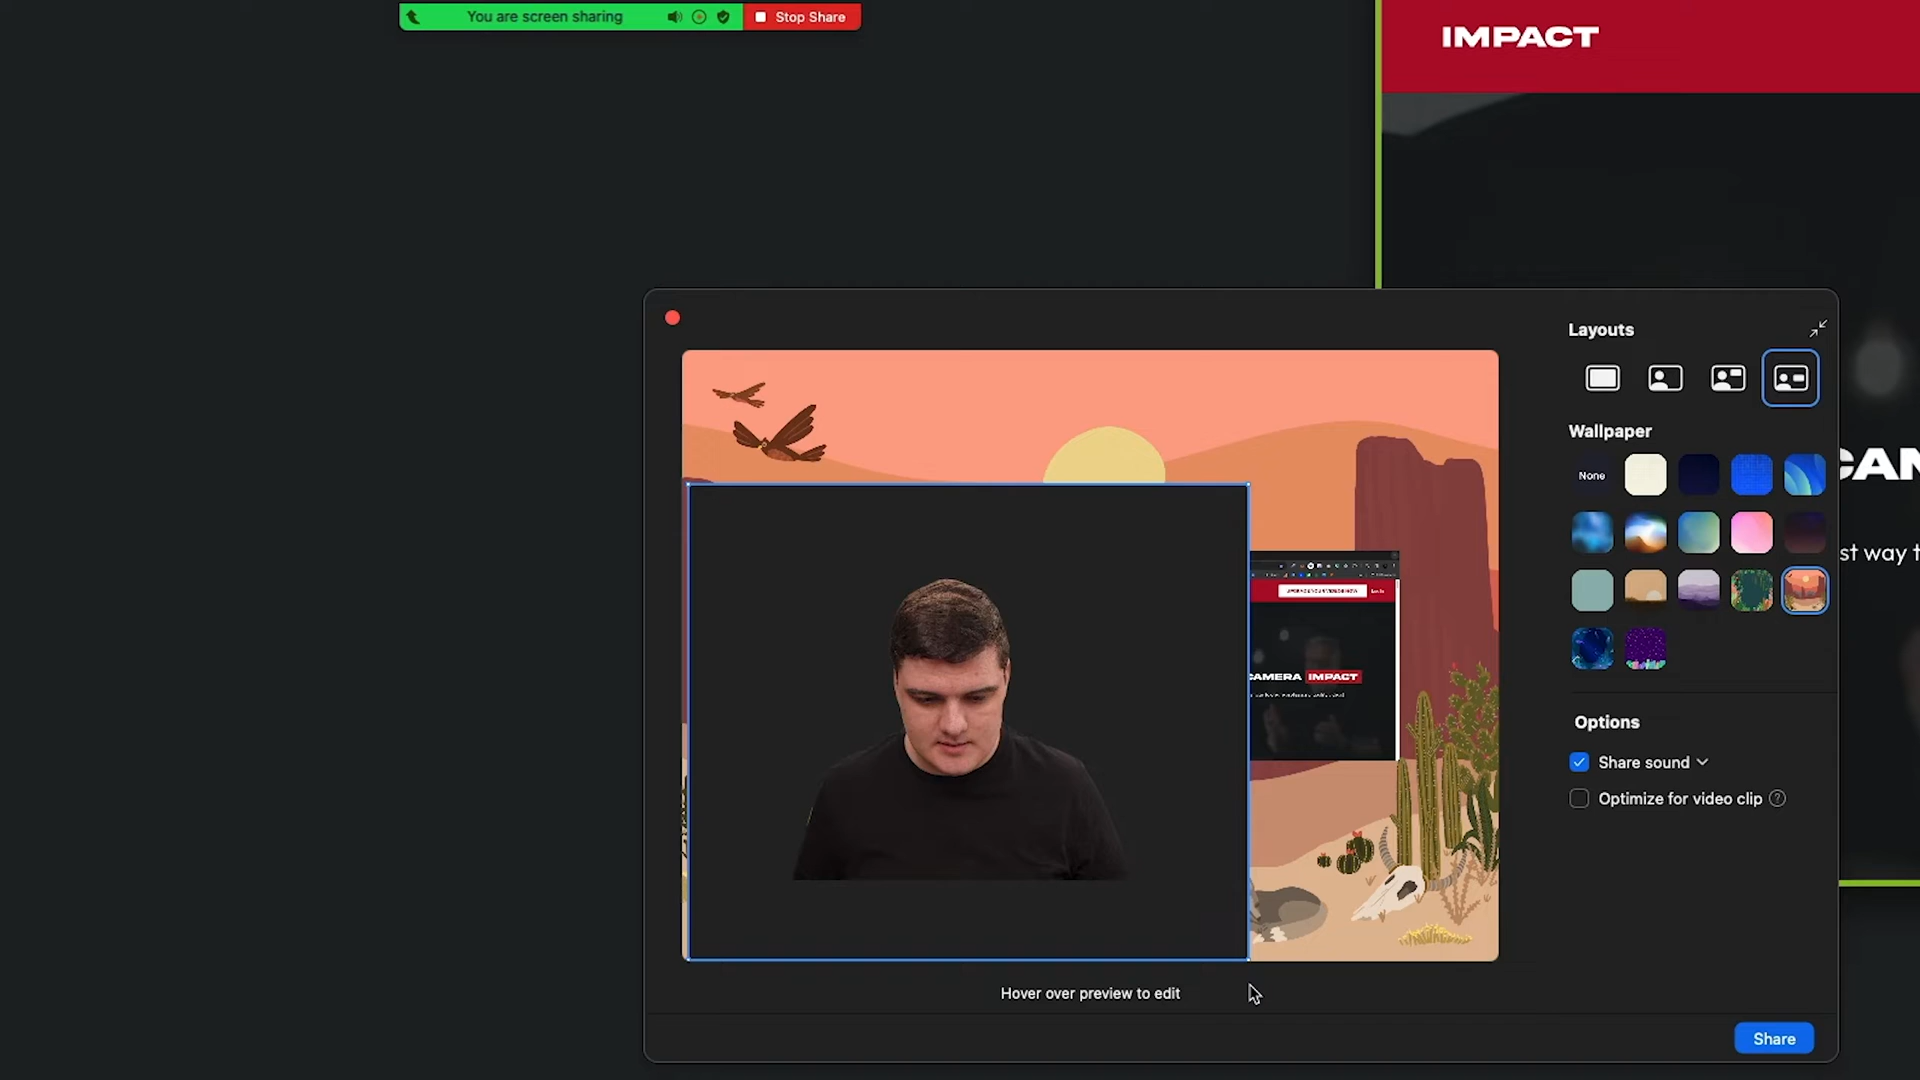 You are screen sharing
Stop Share
IMPACT
Layouts
Wallpaper
None
CAM
st way t
CAMERA IMPACT
Options
Share sound
Optimize for video clip ?
Hover over preview to edit
Share